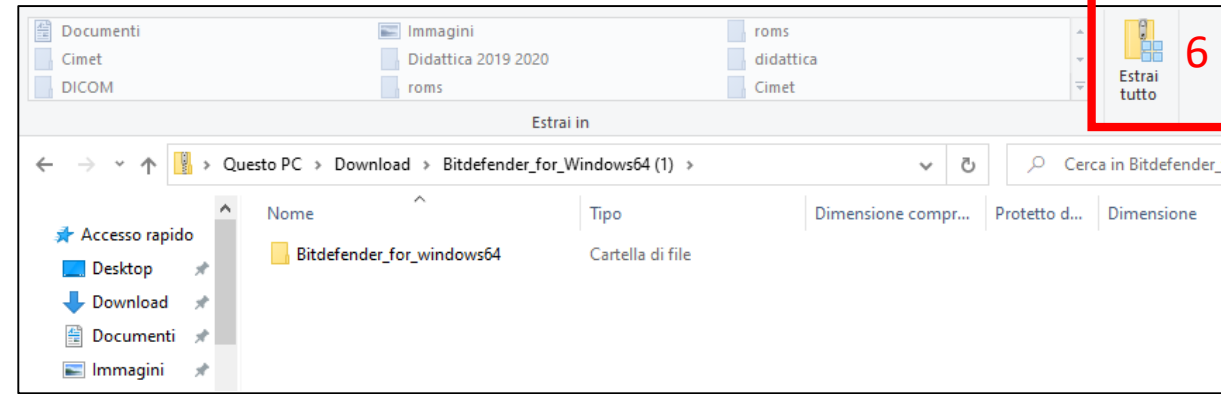 Documenti Immagini roms
Cimet Didattica 2019 2020 didattica
DICOM roms Cimet
Estrai tutto
6
Estrai in
Questo PC > Download > Bitdefender_for_Windows64 (1) >
Cerca in Bitdefender_
Nome Tipo Dimensione compr... Protetto d... Dimensione
Accesso rapido
Bitdefender_for_windows64 Cartella di file
Desktop
Download
Documenti
Immagini